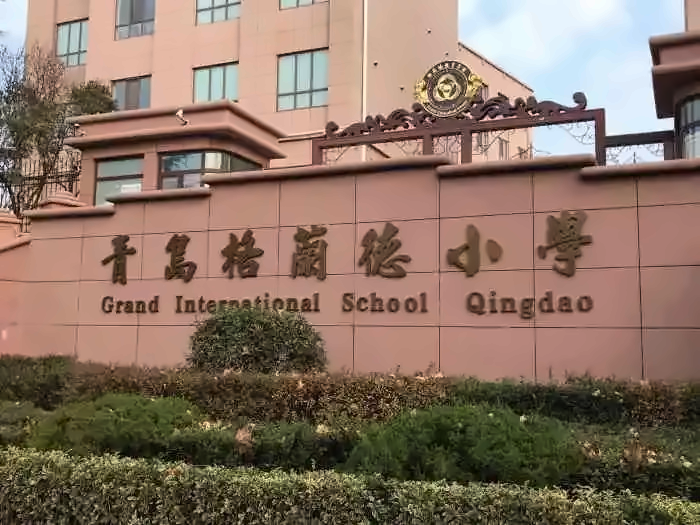 青島格蘭德小學
Grand International School Qingdao